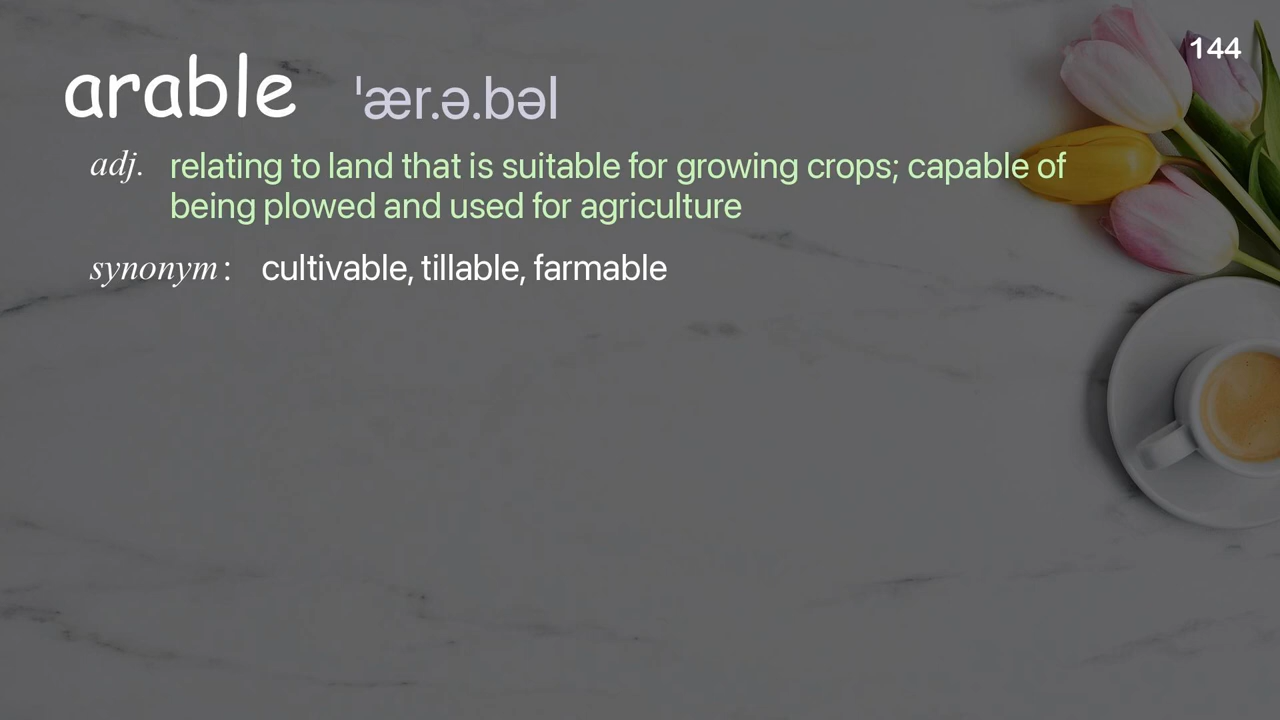 144
arable ˈær.ə.bəl
adj. relating to land that is suitable for growing crops; capable of
being plowed and used for agriculture
synonym: cultivable, tillable, farmable